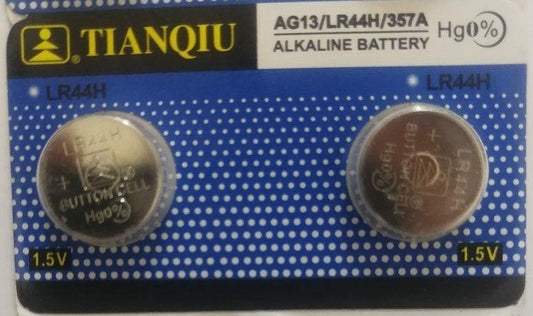 TIANQIU
AG13/LR44H/357A
ALKALINE BATTERY
Hg0%
LR44H
LR44H
LR44H
+
BUTTON CELL
Hg0%
LR44H
+
BUTTON CELL
Hg0%
1.5V
1.5V